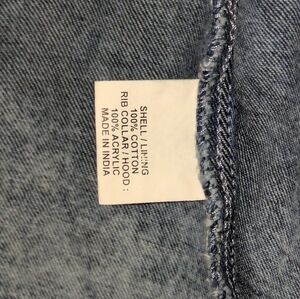 SHELL / LINING
100% COTTON
RIB COLLAR / HOOD :
100% ACRYLIC
MADE IN INDIA